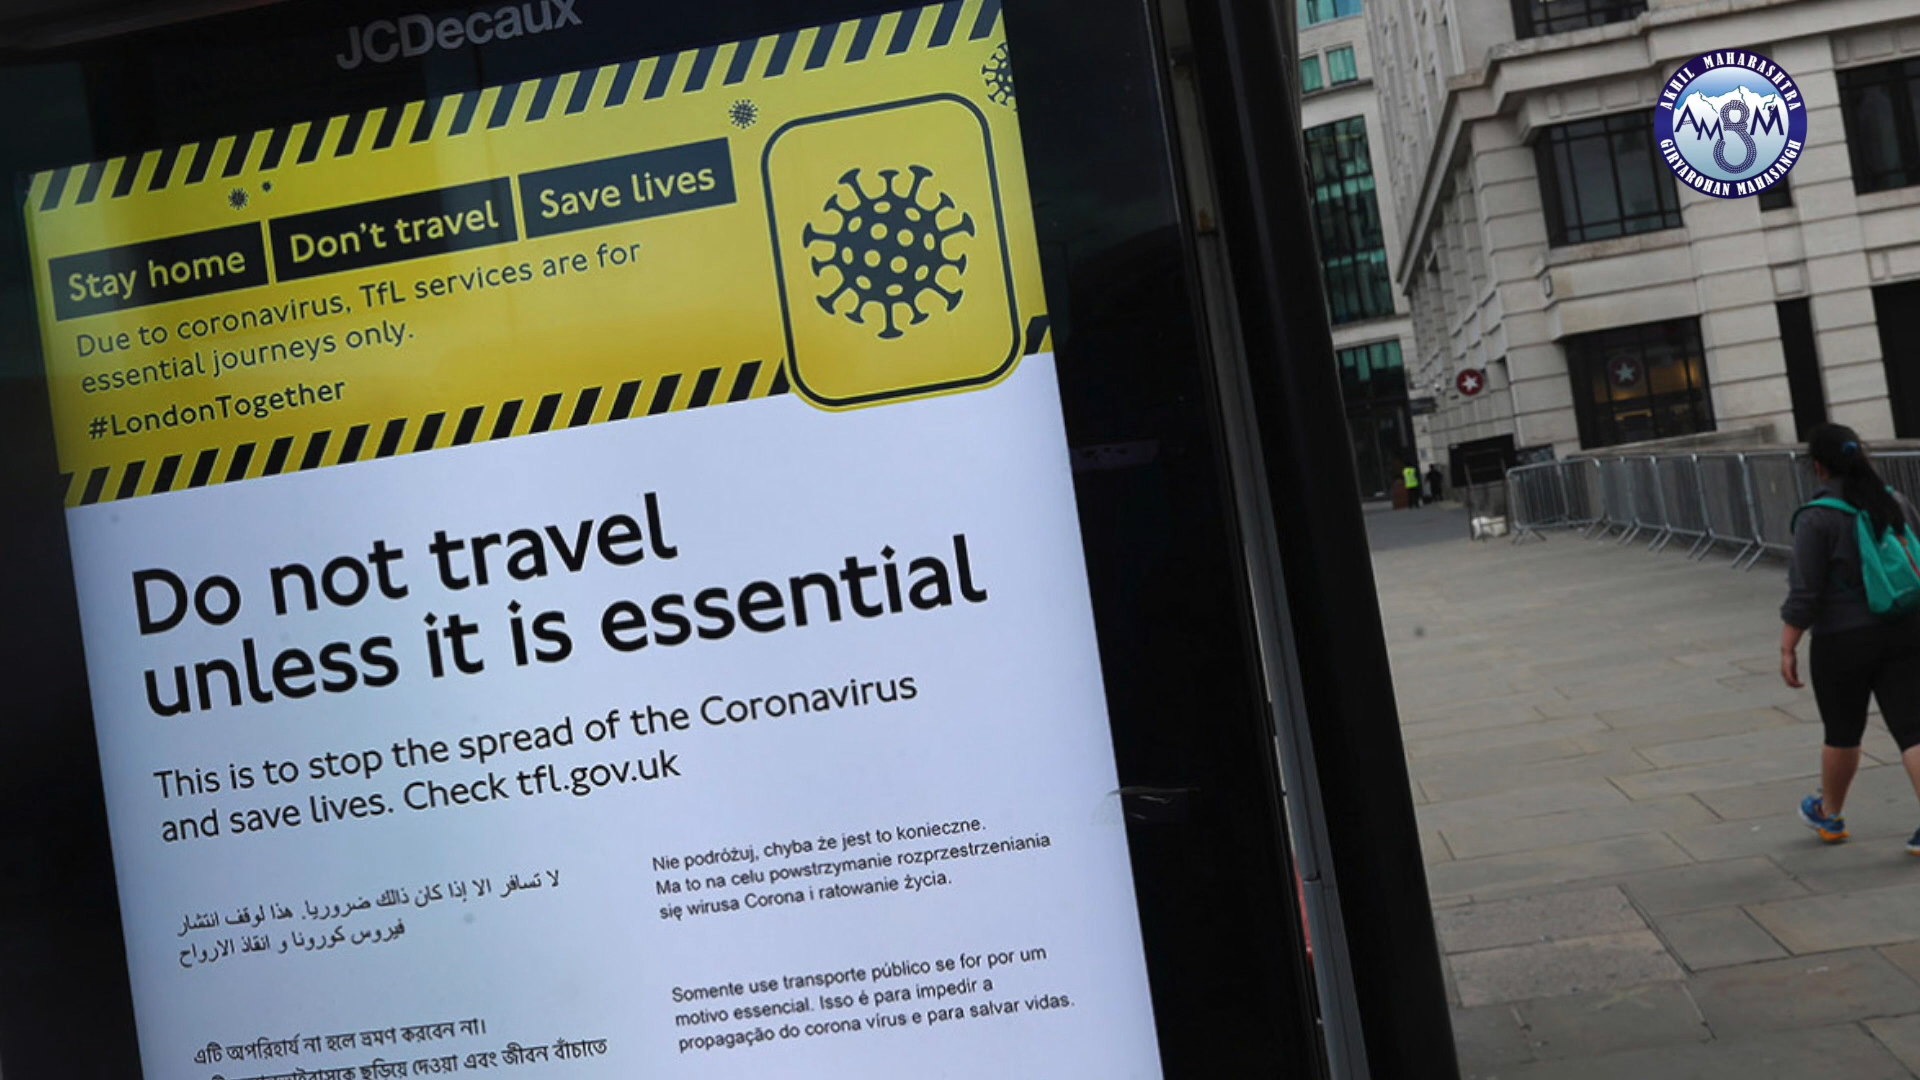 JCDecaux
Stay home
Don't travel
Save lives
Due to coronavirus, TfL services are for
essential journeys only.
#LondonTogether
Do not travel
unless it is essential
This is to stop the spread of the Coronavirus
and save lives. Check tfl.gov.uk
لا تسافر الا إذا كان ذالك ضروريا. هذا لوقف انتشار
فيروس كورونا و انقاذ الارواح
এটি অপরিহার্য না হলে ভ্রমণ করবেন না।
ছড়িয়ে দেওয়া এবং জীবন বাঁচাতে
Nie podróżuj, chyba że jest to konieczne.
Ma to na celu powstrzymanie rozprzestrzeniania
się wirusa Corona i ratowanie życia.
Somente use transporte público se for por um
motivo essencial. Isso é para impedir a
propagação do corona vírus e para salvar vidas.
AKHIL MAHARASHTRA
AMGM
GIRYAROHAN MAHASANGH